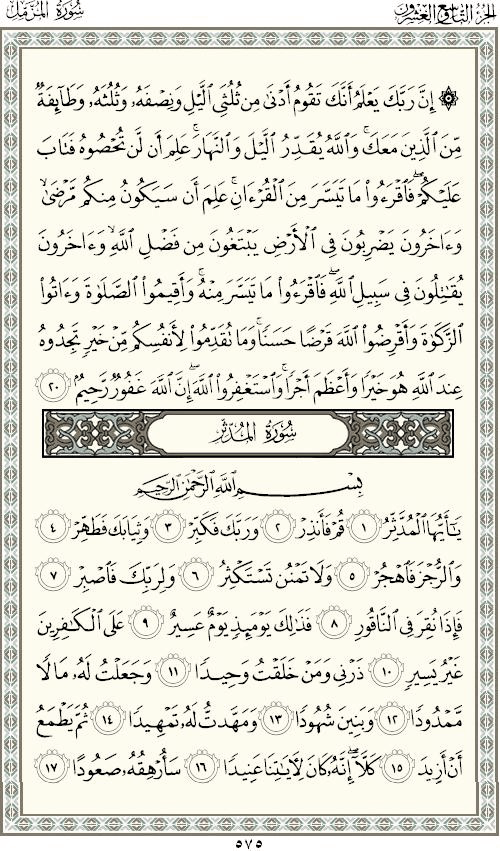 الجزء التاسع والعشرون
سورة المزمل
۞ إِنَّ رَبَّكَ يَعْلَمُ أَنَّكَ تَقُومُ أَدْنَىٰ مِن ثُلُثَىِ ٱلَّيْلِ وَنِصْفَهُۥ وَثُلُثَهُۥ وَطَآئِفَةٌ
مِّنَ ٱلَّذِينَ مَعَكَ ۚ وَٱللَّهُ يُقَدِّرُ ٱلَّيْلَ وَٱلنَّهَارَ ۚ عَلِمَ أَن لَّن تُحْصُوهُ فَتَابَ
عَلَيْكُمْ ۖ فَٱقْرَءُوا۟ مَا تَيَسَّرَ مِنَ ٱلْقُرْءَانِ ۚ عَلِمَ أَن سَيَكُونُ مِنكُم مَّرْضَىٰ ۙ
وَءَاخَرُونَ يَضْرِبُونَ فِى ٱلْأَرْضِ يَبْتَغُونَ مِن فَضْلِ ٱللَّهِ ۙ وَءَاخَرُونَ
يُقَـٰتِلُونَ فِى سَبِيلِ ٱللَّهِ ۖ فَٱقْرَءُوا۟ مَا تَيَسَّرَ مِنْهُ ۚ وَأَقِيمُوا۟ ٱلصَّلَوٰةَ وَءَاتُوا۟
ٱلزَّكَوٰةَ وَأَقْرِضُوا۟ ٱللَّهَ قَرْضًا حَسَنًا ۚ وَمَا تُقَدِّمُوا۟ لِأَنفُسِكُم مِّنْ خَيْرٍ تَجِدُوهُ
عِندَ ٱللَّهِ هُوَ خَيْرًا وَأَعْظَمَ أَجْرًا ۚ وَٱسْتَغْفِرُوا۟ ٱللَّهَ ۖ إِنَّ ٱللَّهَ غَفُورٌ رَّحِيمٌۢ ٢٠
سُورَةُ المُدَّثِّرِ
بِسْمِ ٱللَّهِ ٱلرَّحْمَـٰنِ ٱلرَّحِيمِ
يَـٰٓأَيُّهَا ٱلْمُدَّثِّرُ ١ قُمْ فَأَنذِرْ ٢ وَرَبَّكَ فَكَبِّرْ ٣ وَثِيَابَكَ فَطَهِّرْ ٤
وَٱلرُّجْزَ فَٱهْجُرْ ٥ وَلَا تَمْنُن تَسْتَكْثِرُ ٦ وَلِرَبِّكَ فَٱصْبِرْ ٧
فَإِذَا نُقِرَ فِى ٱلنَّاقُورِ ٨ فَذَٰلِكَ يَوْمَئِذٍ يَوْمٌ عَسِيرٌ ٩ عَلَى ٱلْكَـٰفِرِينَ
غَيْرُ يَسِيرٍ ١٠ ذَرْنِى وَمَنْ خَلَقْتُ وَحِيدًا ١١ وَجَعَلْتُ لَهُۥ مَالًا
مَّمْدُودًا ١٢ وَبَنِينَ شُهُودًا ١٣ وَمَهَّدتُّ لَهُۥ تَمْهِيدًا ١٤ ثُمَّ يَطْمَعُ
أَنْ أَزِيدَ ١٥ كَلَّآ ۖ إِنَّهُۥ كَانَ لِـَٔايَـٰتِنَا عَنِيدًا ١٦ سَأُرْهِقُهُۥ صَعُودًا ١٧
٥٧٥